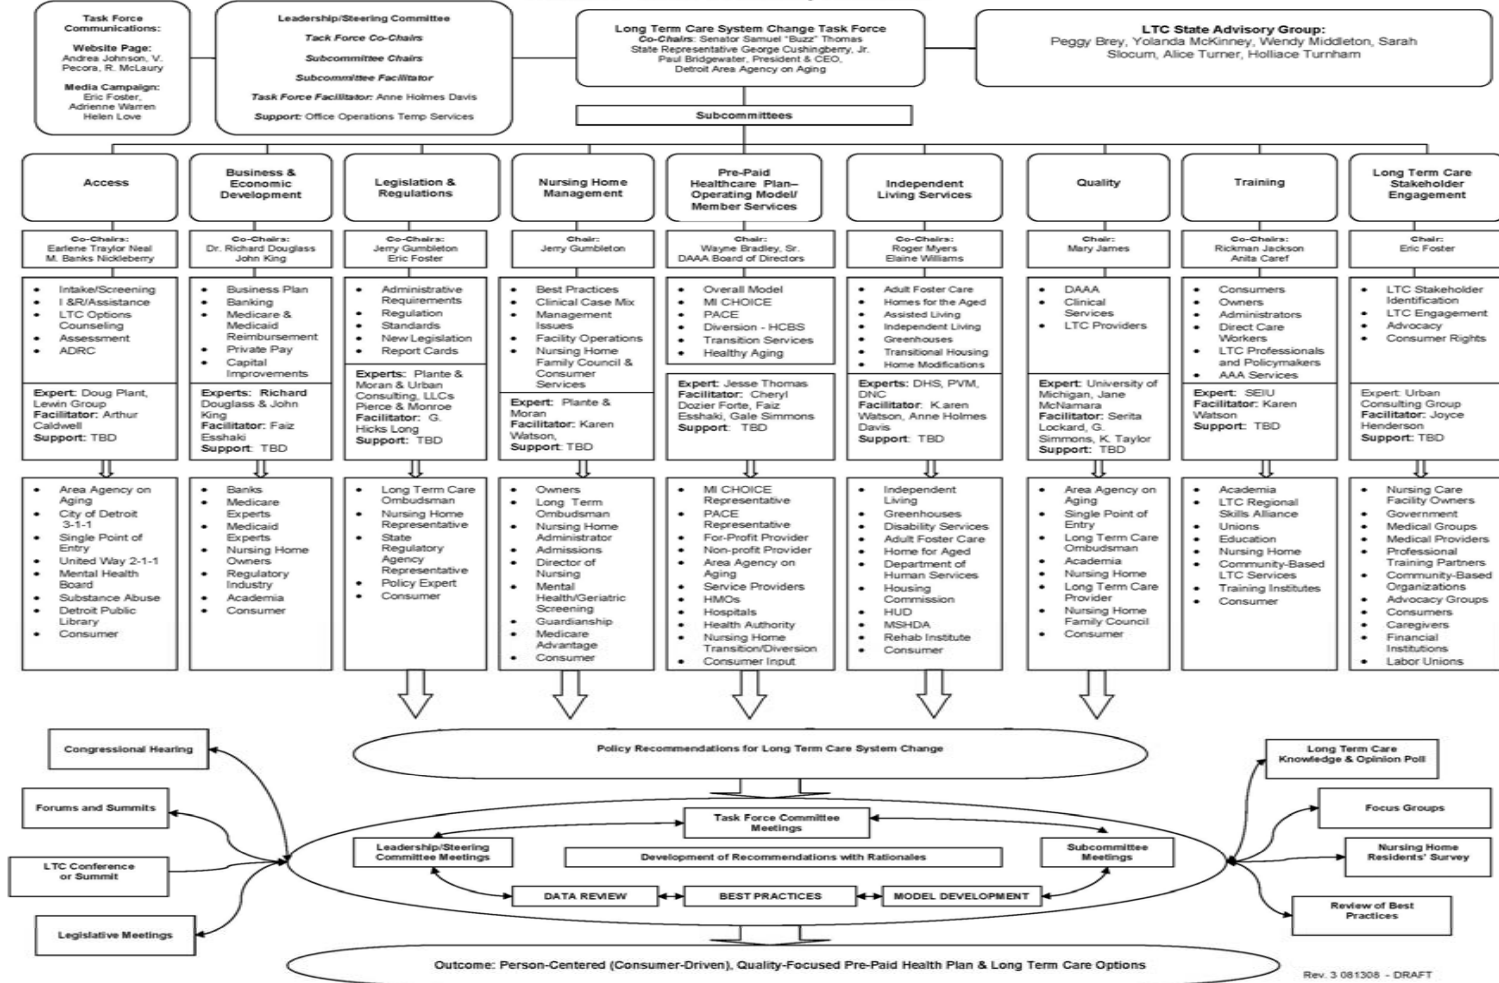 Task Force
Communications:
Website Page:
Andrea Johnson, V.
Pecora, R. McLaury
Media Campaign:
Eric Foster,
Adrienne Warren
Helen Love
Leadership/Steering Committee
Tack Force Co-Chairs
Subcommittee Chairs
Subcommittee Facilitator
Task Force Facilitator: Anne Holmes Davis
Support: Office Operations Temp Services
Long Term Care System Change Task Force
Co-Chairs: Senator Samuel "Buzz" Thomas
State Representative George Cushingberry, Jr.
Paul Bridgewater, President & CEO,
Detroit Area Agency on Aging
LTC State Advisory Group:
Peggy Brey, Yolanda McKinney, Wendy Middleton, Sarah
Slocum, Alice Turner, Holliace Turnham
Subcommittees
Access
Co-Chairs:
Earlene Traylor Neal
M. Banks Nickleberry
• Intake/Screening
• I &R/Assistance
• LTC Options
Counseling
• Assessment
• ADRC
Expert: Doug Plant,
Lewin Group
Facilitator: Arthur
Caldwell
Support: TBD
• Area Agency on
Aging
• City of Detroit
3-1-1
• Single Point of
Entry
• United Way 2-1-1
• Mental Health
Board
• Substance Abuse
• Detroit Public
Library
• Consumer
Business &
Economic
Development
Co-Chairs:
Dr. Richard Douglass
John King
• Business Plan
• Banking
• Medicare &
Medicaid
Reimbursement
• Private Pay
• Capital
Improvements
Experts: Richard
Douglass & John
King
Facilitator: Faiz
Esshaki
Support: TBD
• Banks
• Medicare
Experts
• Medicaid
Experts
• Nursing Home
Owners
• Regulatory
Industry
• Academia
• Consumer
Legislation &
Regulations
Co-Chairs:
Jerry Gumbleton
Eric Foster
• Administrative
Requirements
• Regulation
• Standards
• New Legislation
• Report Cards
Experts: Plante &
Moran & Urban
Consulting, LLCs
Pierce & Monroe
Facilitator: G.
Hicks Long
Support: TBD
• Long Term Care
Ombudsman
• Nursing Home
Representative
• State
Regulatory
Agency
Representative
• Policy Expert
• Consumer
Nursing Home
Management
Chair:
Jerry Gumbleton
• Best Practices
• Clinical Case Mix
• Management
Issues
• Facility Operations
• Nursing Home
Family Council &
Consumer
Services
Expert: Plante &
Moran
Facilitator: Karen
Watson,
Support: TBD
• Owners
• Long Term
Ombudsman
• Nursing Home
Administrator
• Admissions
• Director of
Nursing
• Mental
Health/Geriatric
Screening
• Guardianship
• Medicare
Advantage
• Consumer
Pre-Paid
Healthcare Plan–
Operating Model/
Member Services
Chair:
Wayne Bradley, Sr.
DAAA Board of Directors
• Overall Model
• MI CHOICE
• PACE
• Diversion - HCBS
• Transition Services
• Healthy Aging
Expert: Jesse Thomas
Facilitator: Cheryl
Dozier Forte, Faiz
Esshaki, Gale Simmons
Support: TBD
• MI CHOICE
Representative
• PACE
Representative
• For-Profit Provider
• Non-profit Provider
• Area Agency on
Aging
• Service Providers
• HMOs
• Hospitals
• Health Authority
• Nursing Home
Transition/Diversion
• Consumer Input
Independent
Living Services
Co-Chairs:
Roger Myers
Elaine Williams
• Adult Foster Care
• Homes for the Aged
• Assisted Living
• Independent Living
• Greenhouses
• Transitional Housing
• Home Modifications
Experts: DHS, PVM,
DNC
Facilitator: Karen
Watson, Anne Holmes
Davis
Support: TBD
• Independent
Living
• Greenhouses
• Disability Services
• Adult Foster Care
• Home for Aged
• Department of
Human Services
• Housing
Commission
• HUD
• MSHDA
• Rehab Institute
• Consumer
Quality
Chair:
Mary James
• DAAA
• Clinical
Services
• LTC Providers
Expert: University of
Michigan, Jane
McNamara
Facilitator: Serita
Lockard, G.
Simmons, K. Taylor
Support: TBD
• Area Agency on
Aging
• Single Point of
Entry
• Long Term Care
Ombudsman
• Academia
• Nursing Home
• Long Term Care
Provider
• Nursing Home
Family Council
• Consumer
Training
Co-Chairs:
Rickman Jackson
Anita Caref
• Consumers
• Owners
• Administrators
• Direct Care
Workers
• LTC Professionals
and Policymakers
• AAA Services
Expert: SEIU
Facilitator: Karen
Watson
Support: TBD
• Academia
• LTC Regional
Skills Alliance
• Unions
• Education
• Nursing Home
• Community-Based
LTC Services
• Training Institutes
• Consumer
Long Term Care
Stakeholder
Engagement
Chair:
Eric Foster
• LTC Stakeholder
Identification
• LTC Engagement
• Advocacy
• Consumer Rights
Expert: Urban
Consulting Group
Facilitator: Joyce
Henderson
Support: TBD
• Nursing Care
Facility Owners
• Government
• Medical Groups
• Medical Providers
• Professional
Training Partners
• Community-Based
Organizations
• Advocacy Groups
• Consumers
• Caregivers
• Financial
Institutions
• Labor Unions
Policy Recommendations for Long Term Care System Change
Congressional Hearing
Forums and Summits
LTC Conference
or Summit
Legislative Meetings
Task Force Committee
Meetings
Leadership/Steering
Committee Meetings
Development of Recommendations with Rationales
Subcommittee
Meetings
DATA REVIEW
BEST PRACTICES
MODEL DEVELOPMENT
Long Term Care
Knowledge & Opinion Poll
Focus Groups
Nursing Home
Residents' Survey
Review of Best
Practices
Outcome: Person-Centered (Consumer-Driven), Quality-Focused Pre-Paid Health Plan & Long Term Care Options
Rev. 3 081308 - DRAFT